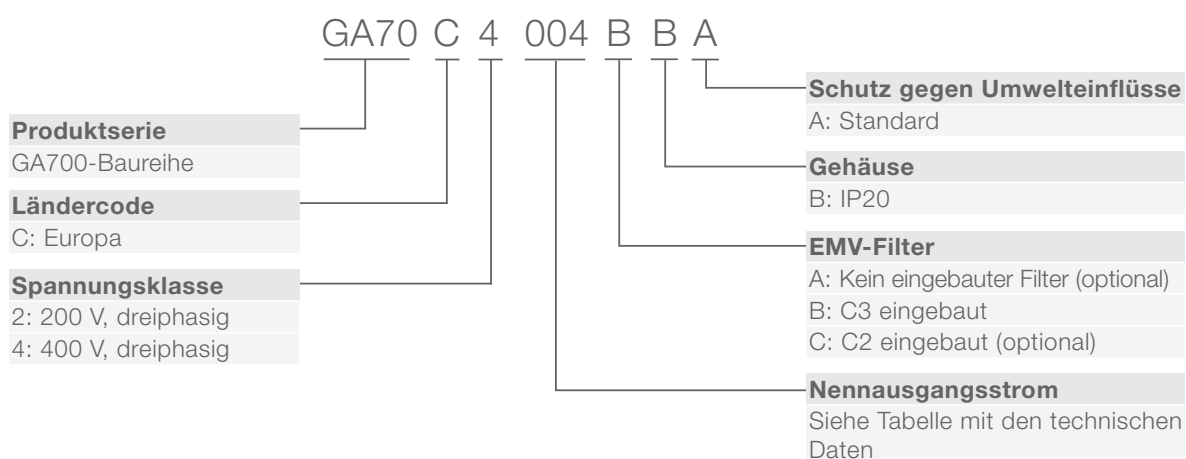 GA70 C 4 004 B B A
Produktserie
GA700-Baureihe
Ländercode
C: Europa
Spannungsklasse
2: 200 V, dreiphasig
4: 400 V, dreiphasig
Schutz gegen Umwelteinflüsse
A: Standard
Gehäuse
B: IP20
EMV-Filter
A: Kein eingebauter Filter (optional)
B: C3 eingebaut
C: C2 eingebaut (optional)
Nennausgangsstrom
Siehe Tabelle mit den technischen
Daten